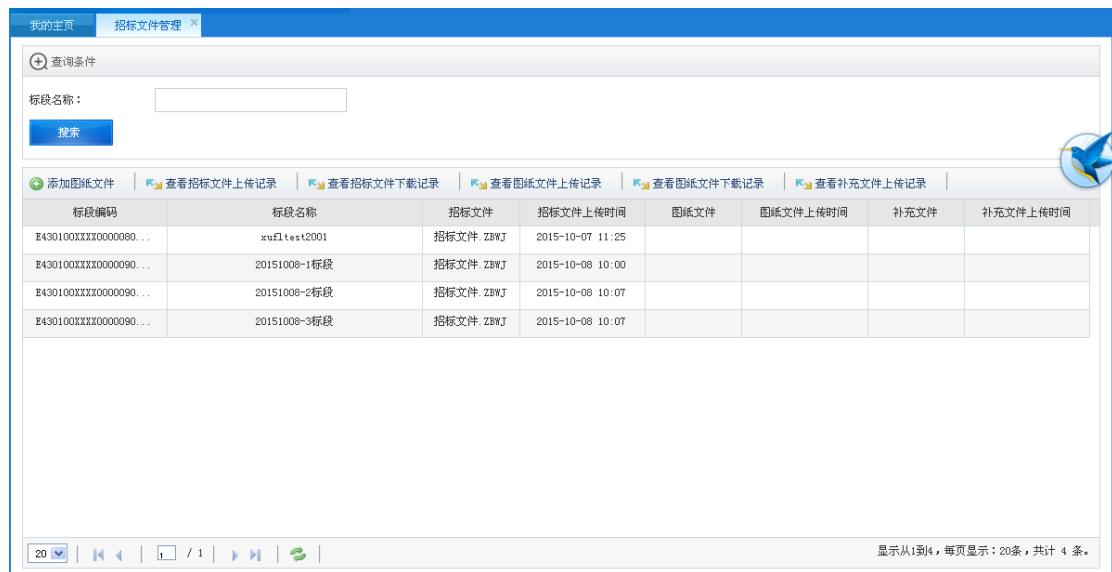 我的主页 招标文件管理 ×
查询条件
标段名称：
搜索
添加图纸文件 查看招标文件上传记录 查看招标文件下载记录 查看图纸文件上传记录 查看图纸文件下载记录 查看补充文件上传记录
标段编码 标段名称 招标文件 招标文件上传时间 图纸文件 图纸文件上传时间 补充文件 补充文件上传时间
E430100XXXX0000080... xufltest2001 招标文件.ZBWJ 2015-10-07 11:25
E430100XXXX0000090... 20151008-1标段 招标文件.ZBWJ 2015-10-08 10:00
E430100XXXX0000090... 20151008-2标段 招标文件.ZBWJ 2015-10-08 10:07
E430100XXXX0000090... 20151008-3标段 招标文件.ZBWJ 2015-10-08 10:07
20 1 / 1 显示从1到4，每页显示：20条，共计 4 条。